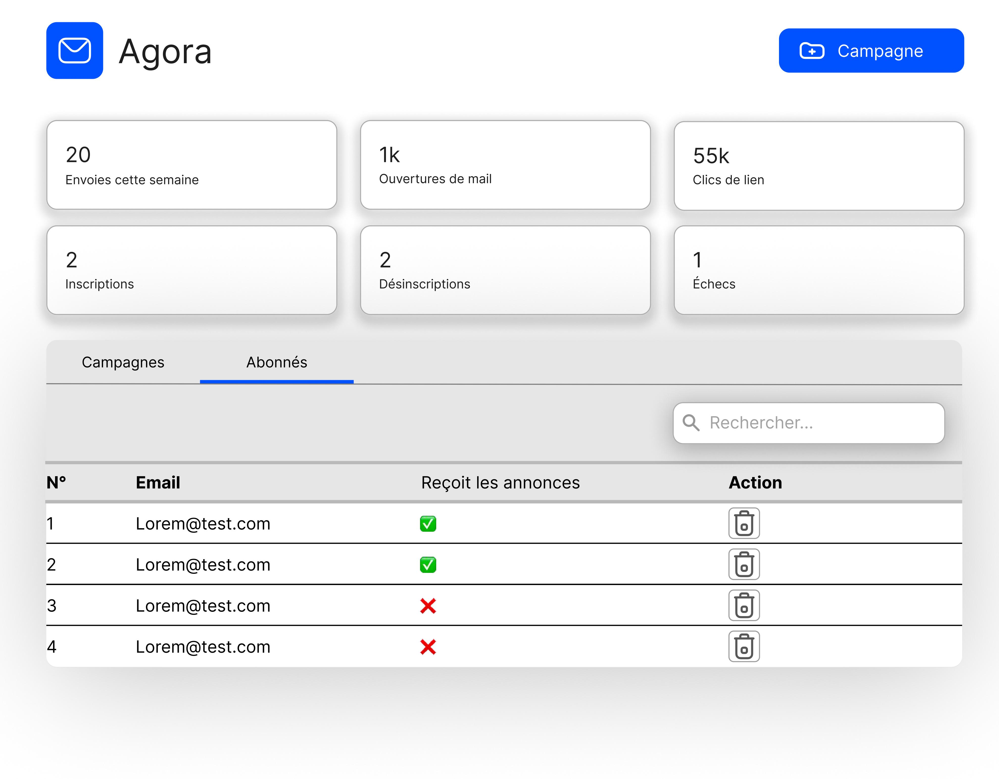 Agora
Campagne
20
Envoies cette semaine
1k
Ouvertures de mail
55k
Clics de lien
2
Inscriptions
2
Désinscriptions
1
Échecs
Campagnes Abonnés
Rechercher...
N° Email Reçoit les annonces Action
1 Lorem@test.com
2 Lorem@test.com
3 Lorem@test.com
4 Lorem@test.com